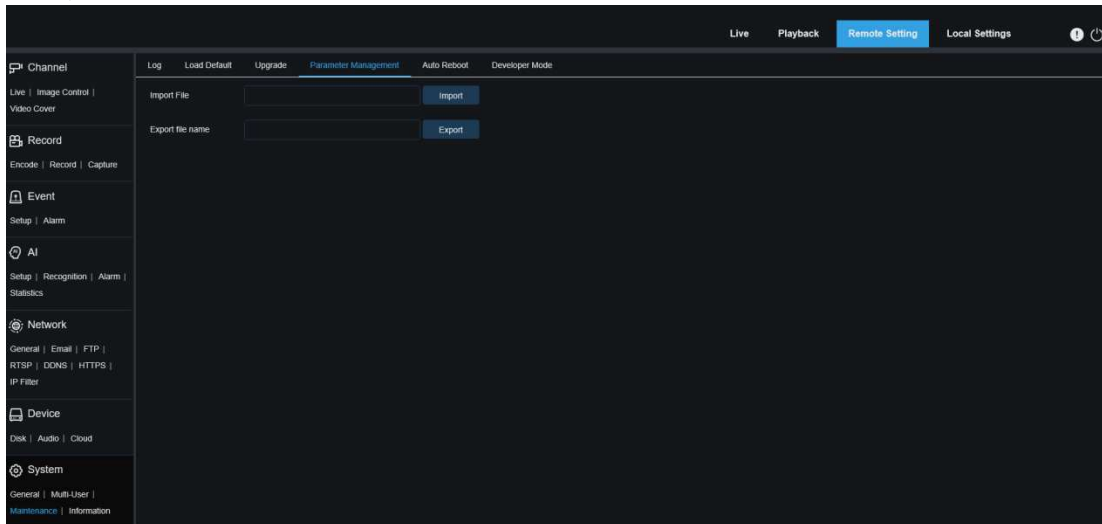 Live Playback Remote Setting Local Settings
Channel
Live | Image Control |
Video Cover
Record
Encode | Record | Capture
Event
Setup | Alarm
AI
Setup | Recognition | Alarm |
Statistics
Network
General | Email | FTP |
RTSP | DDNS | HTTPS |
IP Filter
Device
Disk | Audio | Cloud
System
General | Multi-User |
Maintenance | Information
Log Load Default Upgrade Parameter Management Auto Reboot Developer Mode
Import File Import
Export file name Export